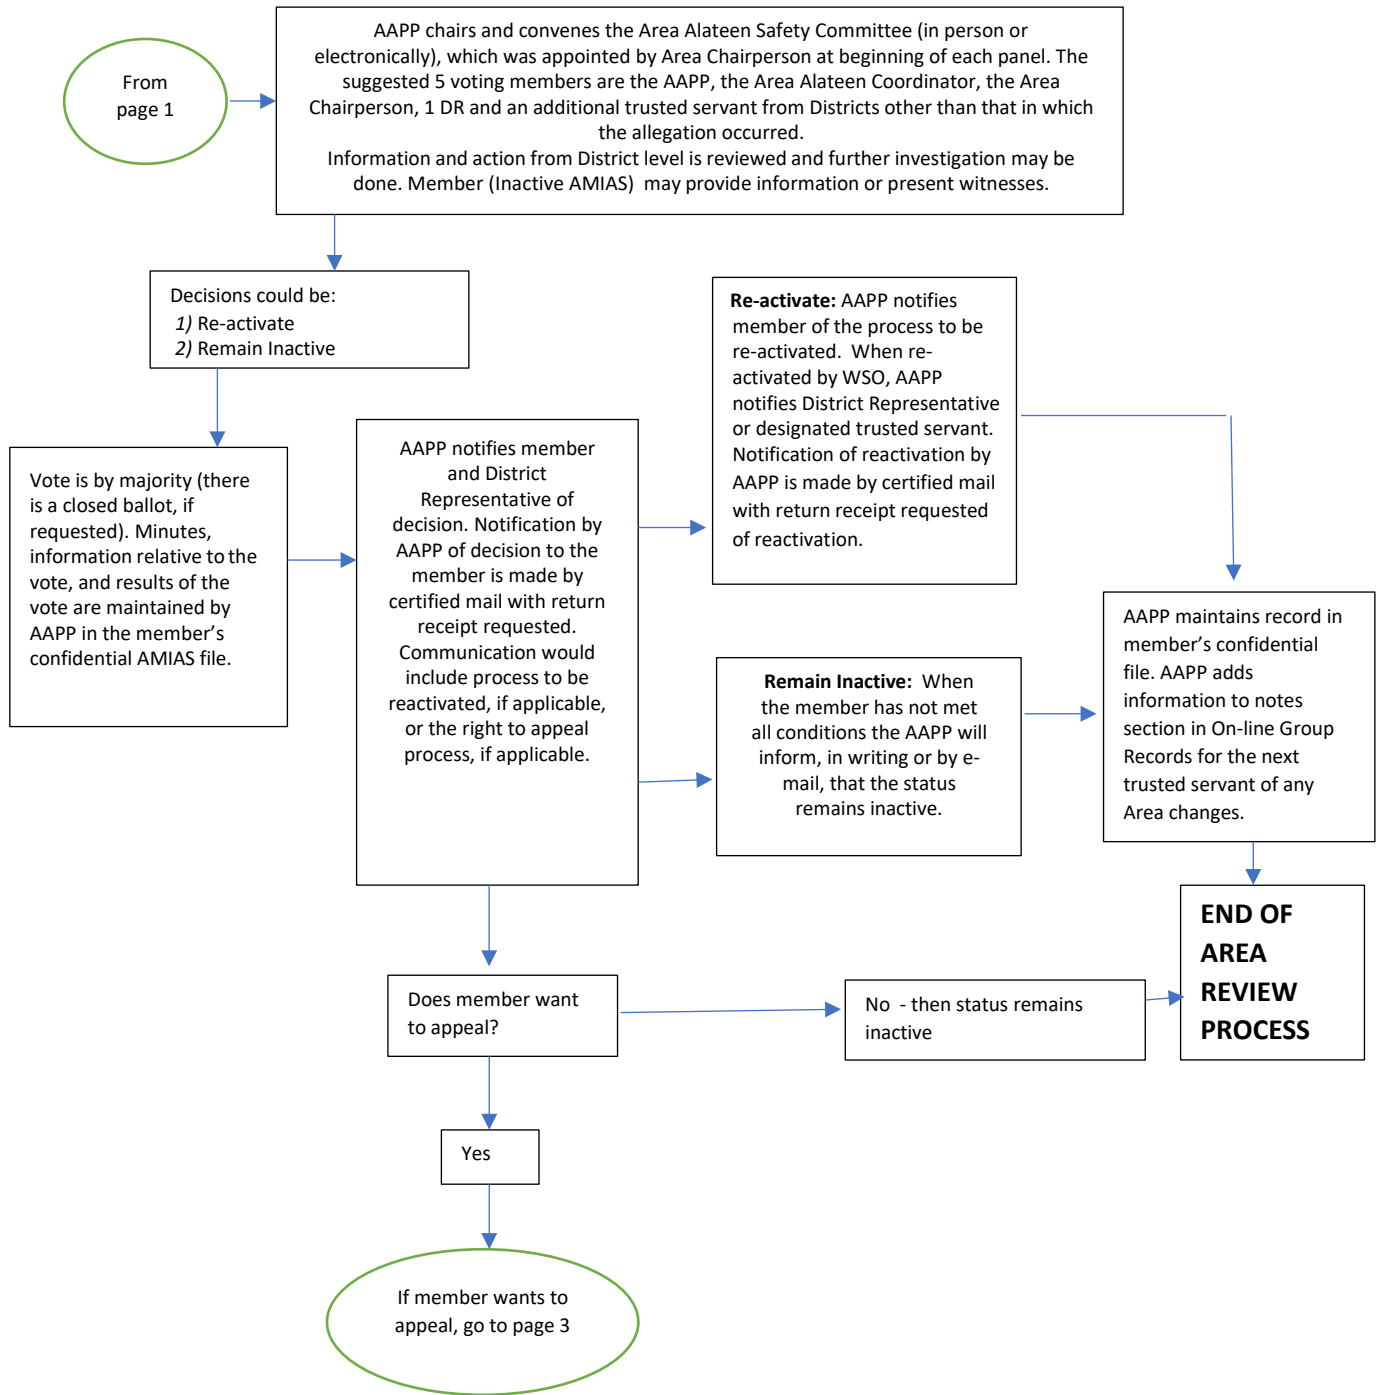 From
page 1
AAPP chairs and convenes the Area Alateen Safety Committee (in person or
electronically), which was appointed by Area Chairperson at beginning of each panel. The
suggested 5 voting members are the AAPP, the Area Alateen Coordinator, the Area
Chairperson, 1 DR and an additional trusted servant from Districts other than that in which
the allegation occurred.
Information and action from District level is reviewed and further investigation may be
done. Member (Inactive AMIAS) may provide information or present witnesses.
Decisions could be:
1) Re-activate
2) Remain Inactive
Vote is by majority (there
is a closed ballot, if
requested). Minutes,
information relative to the
vote, and results of the
vote are maintained by
AAPP in the member’s
confidential AMIAS file.
AAPP notifies member
and District
Representative of
decision. Notification by
AAPP of decision to the
member is made by
certified mail with return
receipt requested.
Communication would
include process to be
reactivated, if applicable,
or the right to appeal
process, if applicable.
Re-activate: AAPP notifies
member of the process to be
re-activated. When re-
activated by WSO, AAPP
notifies District Representative
or designated trusted servant.
Notification of reactivation by
AAPP is made by certified mail
with return receipt requested
of reactivation.
Remain Inactive: When
the member has not met
all conditions the AAPP will
inform, in writing or by e-
mail, that the status
remains inactive.
AAPP maintains record in
member’s confidential
file. AAPP adds
information to notes
section in On-line Group
Records for the next
trusted servant of any
Area changes.
END OF
AREA
REVIEW
PROCESS
Does member want
to appeal?
No - then status remains
inactive
Yes
If member wants to
appeal, go to page 3